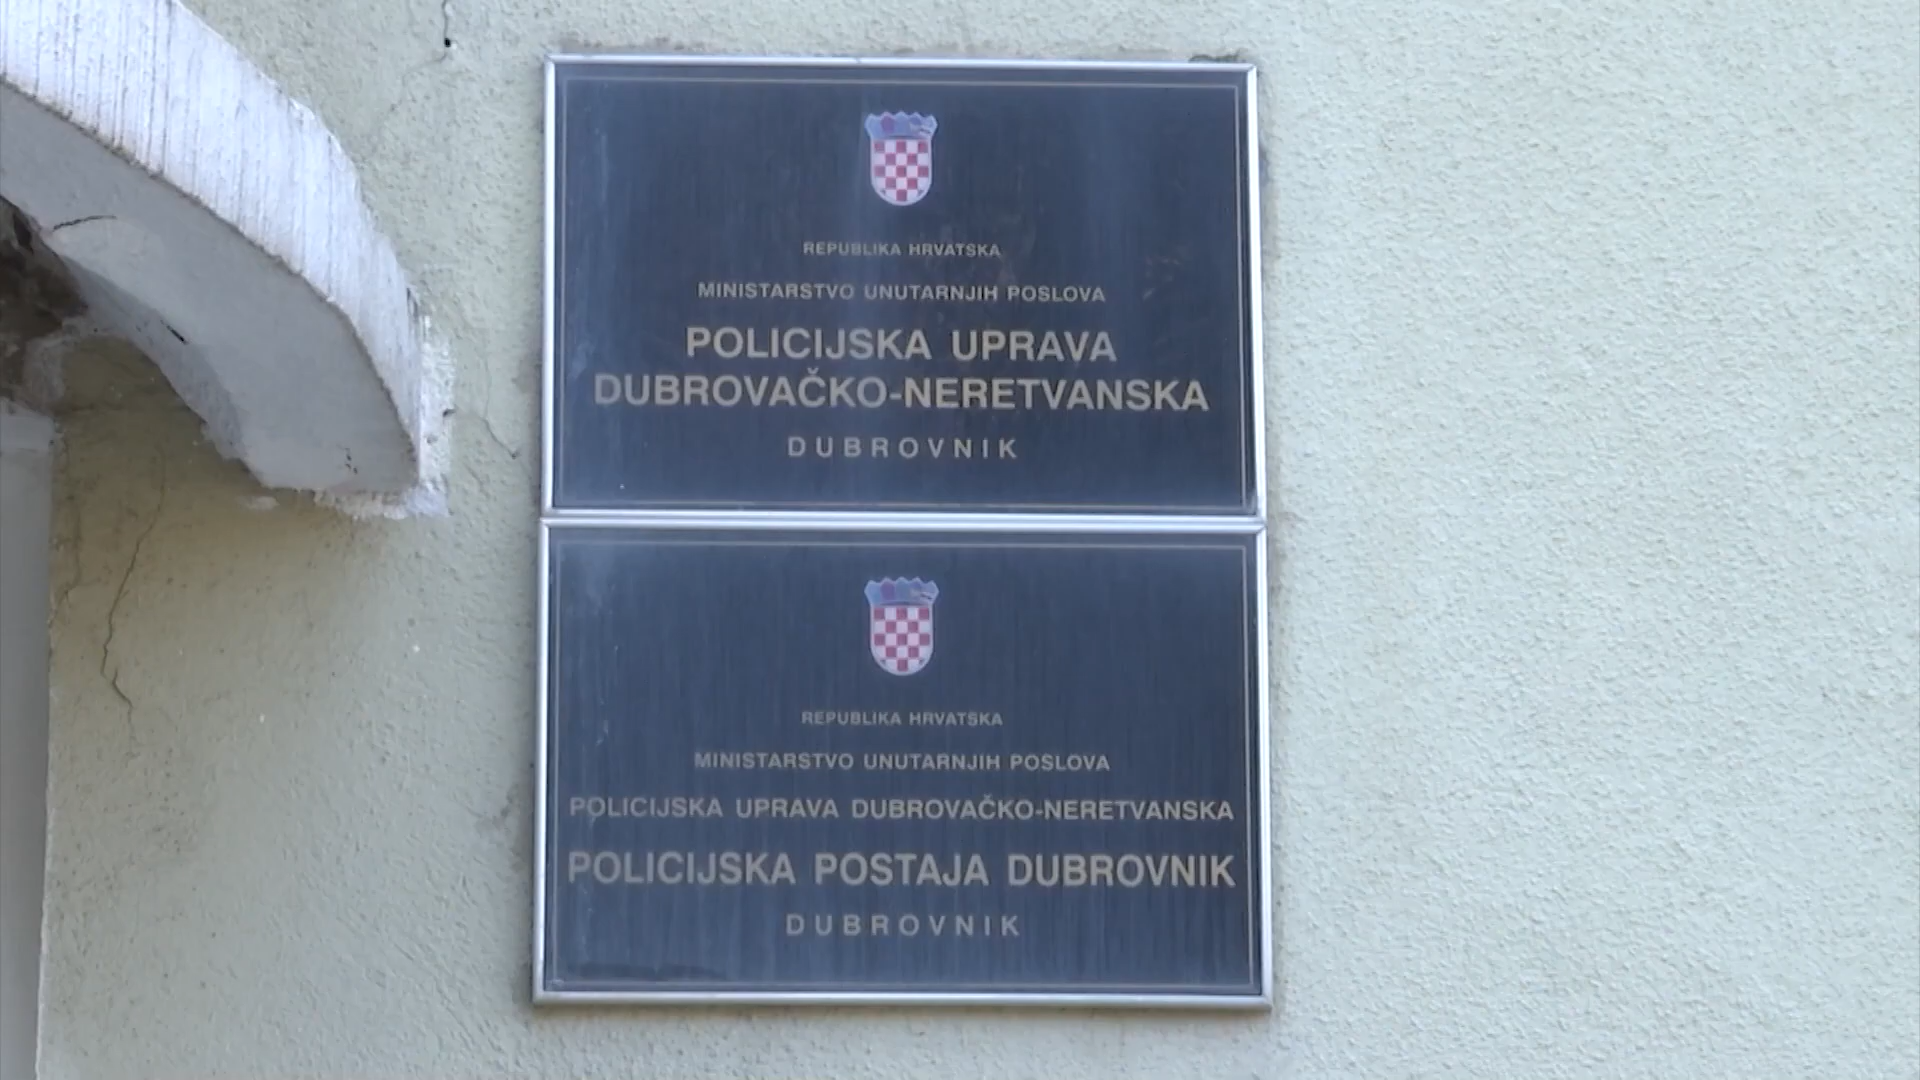 REPUBLIKA HRVATSKA
MINISTARSTVO UNUTARNJIH POSLOVA
POLICIJSKA UPRAVA
DUBROVAČKO-NERETVANSKA
DUBROVNIK
REPUBLIKA HRVATSKA
MINISTARSTVO UNUTARNJIH POSLOVA
POLICIJSKA UPRAVA DUBROVAČKO-NERETVANSKA
POLICIJSKA POSTAJA DUBROVNIK
DUBROVNIK